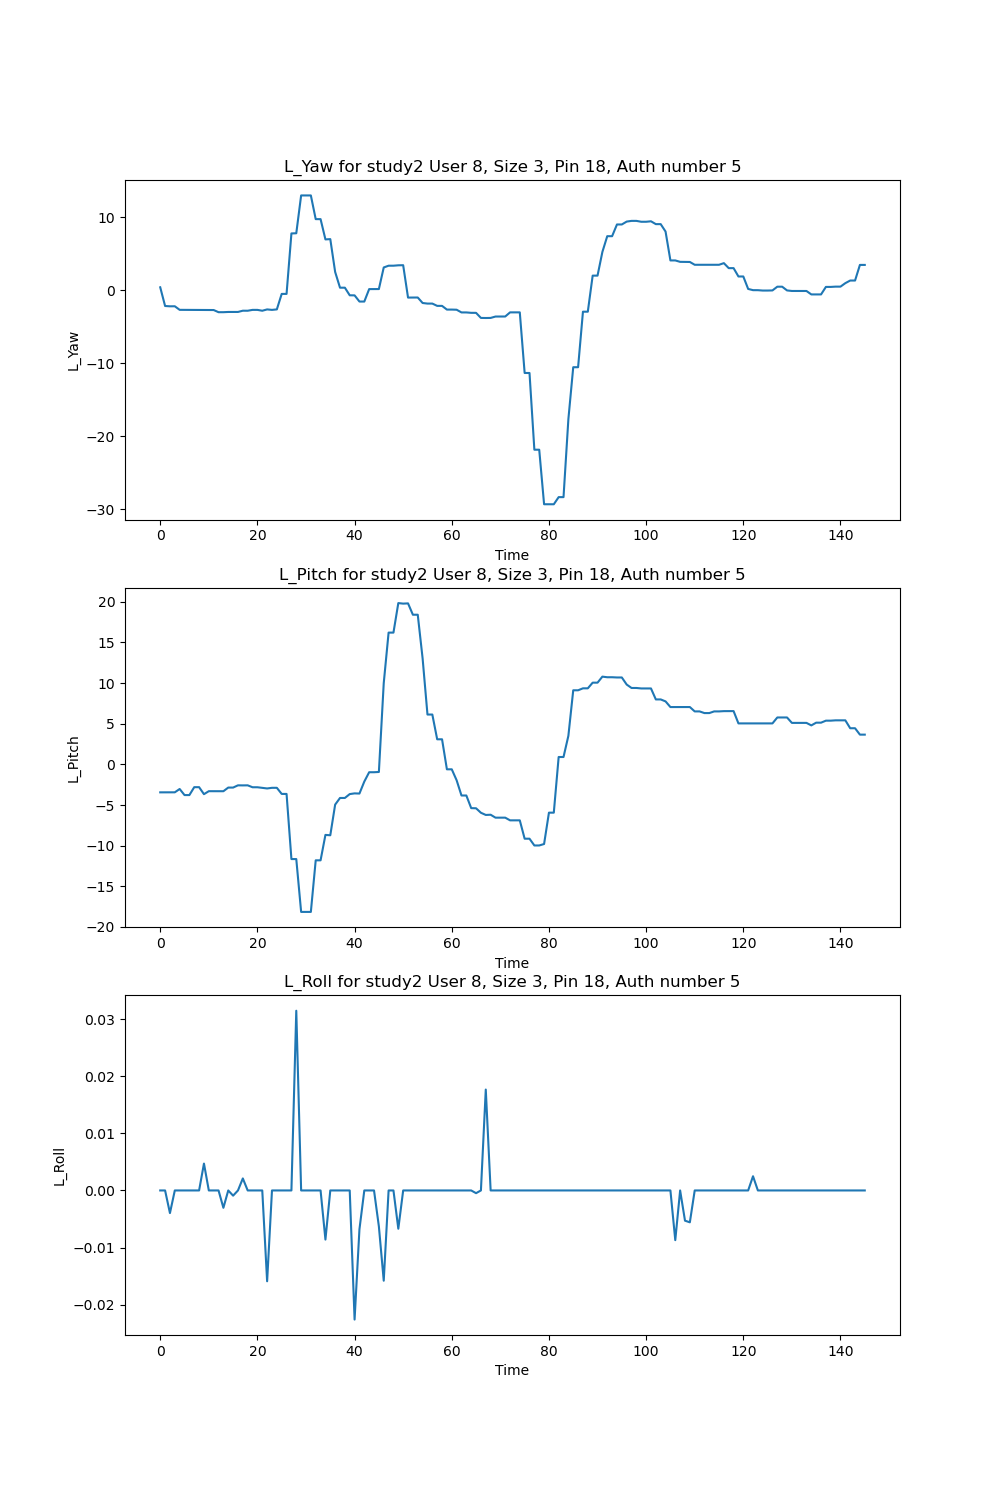 L_Yaw for study2 User 8, Size 3, Pin 18, Auth number 5
10
0
−10
−20
−30
L_Yaw
0 20 40 60 80 100 120 140
Time
L_Pitch for study2 User 8, Size 3, Pin 18, Auth number 5
20
15
10
5
0
−5
−10
−15
−20
L_Pitch
0 20 40 60 80 100 120 140
Time
L_Roll for study2 User 8, Size 3, Pin 18, Auth number 5
0.03
0.02
0.01
0.00
−0.01
−0.02
L_Roll
0 20 40 60 80 100 120 140
Time